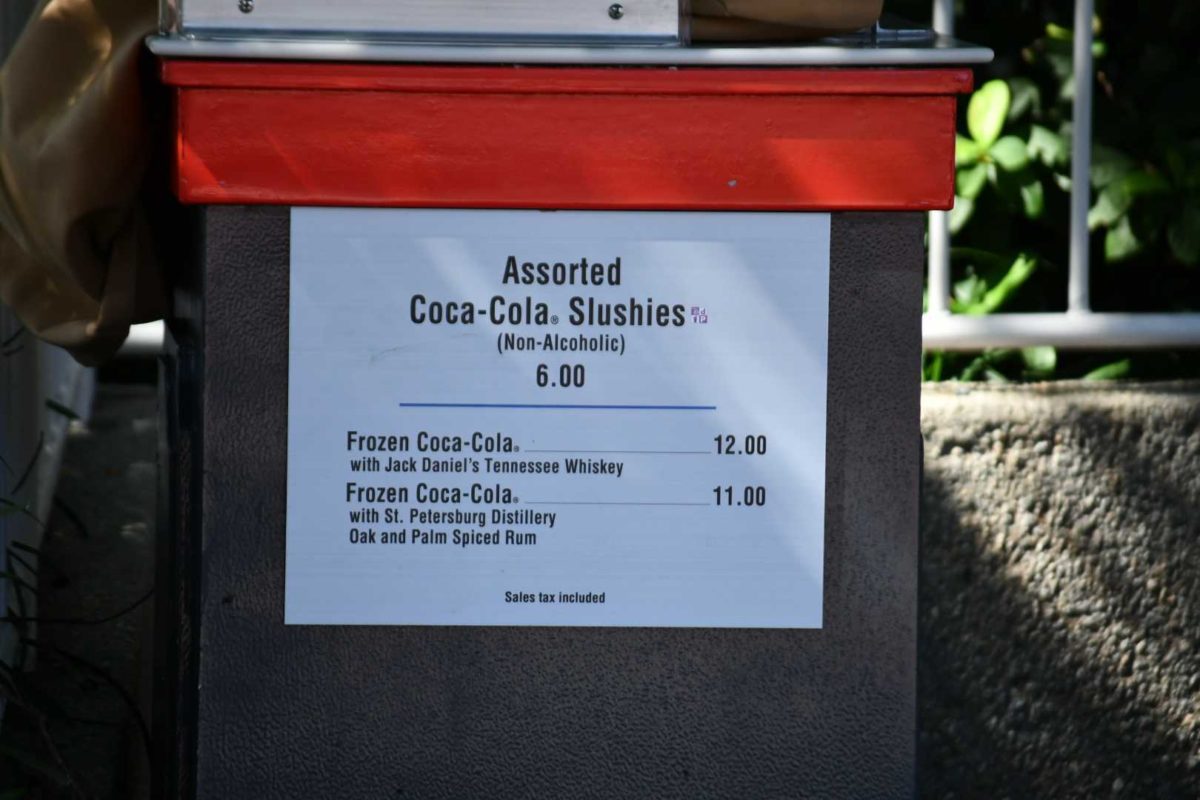 Assorted
Coca-Cola® Slushies
(Non-Alcoholic)
6.00
Frozen Coca-Cola® 12.00
with Jack Daniel's Tennessee Whiskey
Frozen Coca-Cola® 11.00
with St. Petersburg Distillery
Oak and Palm Spiced Rum
Sales tax included